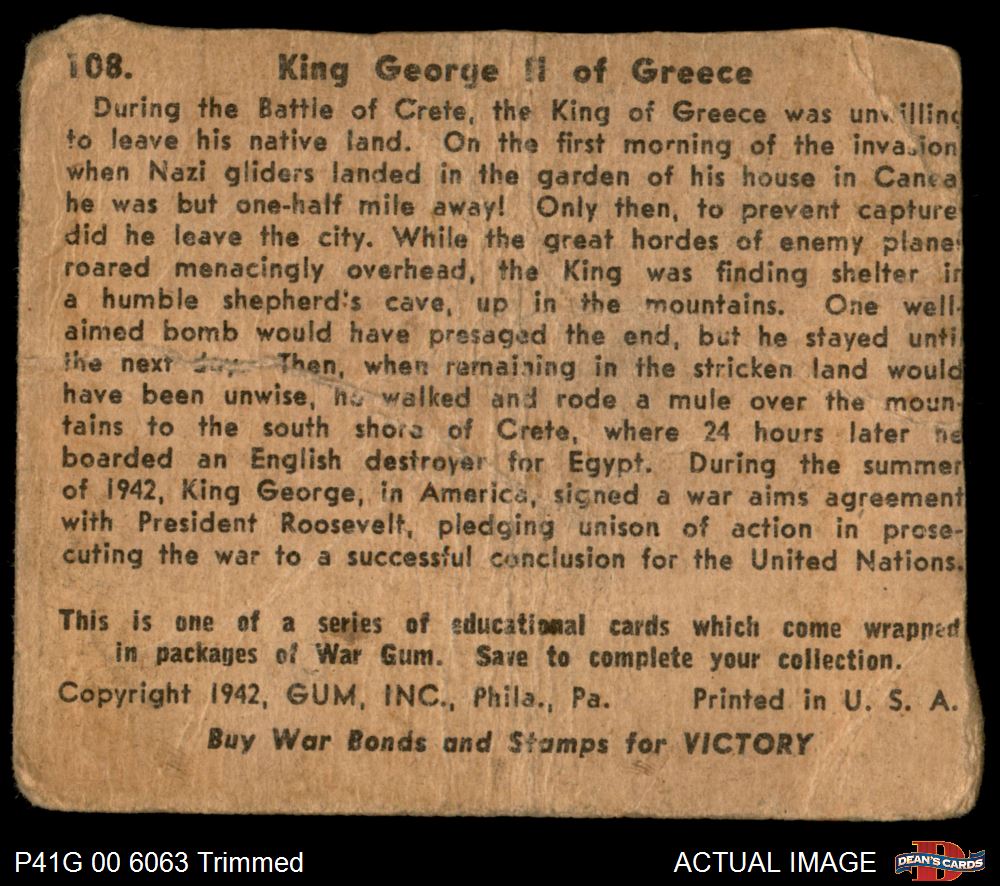 108. King George II of Greece
During the Battle of Crete, the King of Greece was unwilling
to leave his native land. On the first morning of the invasion
when Nazi gliders landed in the garden of his house in Canea
he was but one-half mile away! Only then, to prevent capture
did he leave the city. While the great hordes of enemy plane
roared menacingly overhead, the King was finding shelter in
a humble shepherd's cave, up in the mountains. One well-
aimed bomb would have presaged the end, but he stayed until
the next day. Then, when remaining in the stricken land would
have been unwise, he walked and rode a mule over the moun-
tains to the south shore of Crete, where 24 hours later he
boarded an English destroyer for Egypt. During the summer
of 1942, King George, in America, signed a war aims agreement
with President Roosevelt, pledging unison of action in prose-
cuting the war to a successful conclusion for the United Nations.
This is one of a series of educational cards which come wrapped
in packages of War Gum. Save to complete your collection.
Copyright 1942, GUM, INC., Phila., Pa. Printed in U. S. A.
Buy War Bonds and Stamps for VICTORY
P41G 00 6063 Trimmed ACTUAL IMAGE DEAN'S CARDS